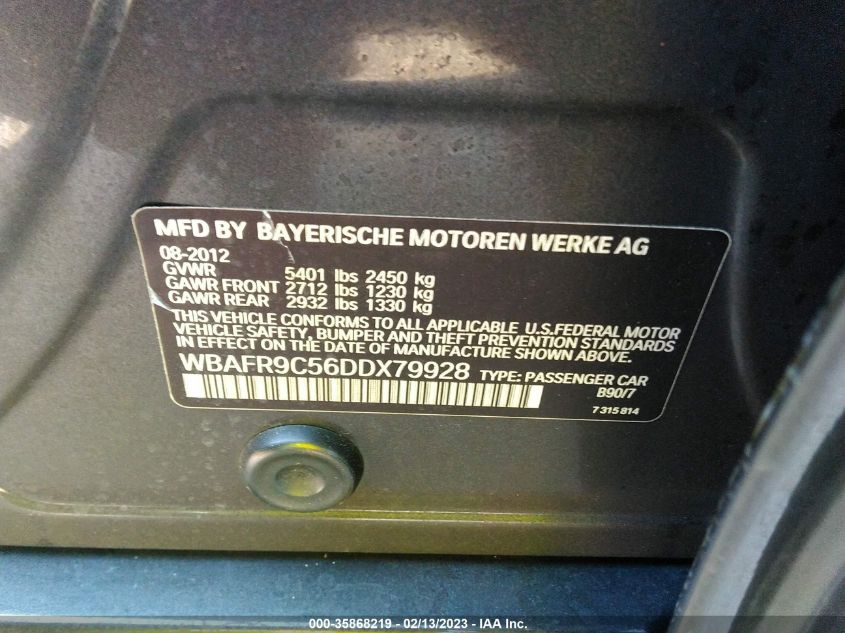 MFD BY BAYERISCHE MOTOREN WERKE AG
08-2012
GVWR 5401 lbs 2450 kg
GAWR FRONT 2712 lbs 1230 kg
GAWR REAR 2932 lbs 1330 kg
THIS VEHICLE CONFORMS TO ALL APPLICABLE U.S.FEDERAL MOTOR
VEHICLE SAFETY, BUMPER AND THEFT PREVENTION STANDARDS
IN EFFECT ON THE DATE OF MANUFACTURE SHOWN ABOVE.
WBAFR9C56DDX79928 TYPE: PASSENGER CAR
B90/7
7 315 814
000-35868219 - 02/13/2023 - IAA Inc.